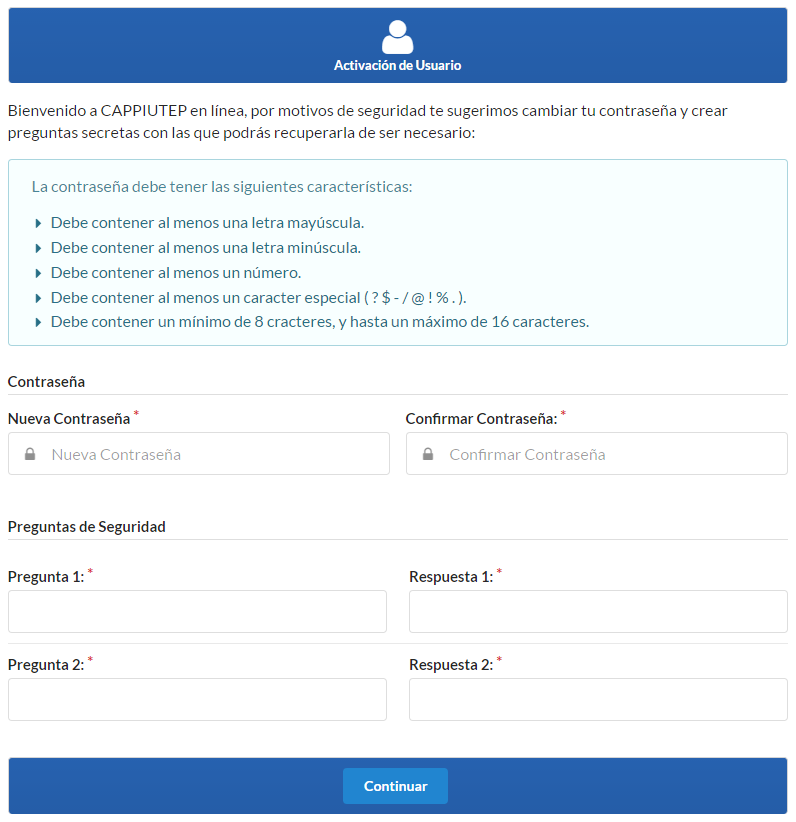 Activación de Usuario
Bienvenido a CAPPIUTEP en línea, por motivos de seguridad te sugerimos cambiar tu contraseña y crear
preguntas secretas con las que podrás recuperarla de ser necesario:
La contraseña debe tener las siguientes características:
Debe contener al menos una letra mayúscula.
Debe contener al menos una letra minúscula.
Debe contener al menos un número.
Debe contener al menos un caracter especial ( ? $ - / @ ! % . ).
Debe contener un mínimo de 8 cracteres, y hasta un máximo de 16 caracteres.
Contraseña
Nueva Contraseña * Confirmar Contraseña: *
Nueva Contraseña Confirmar Contraseña
Preguntas de Seguridad
Pregunta 1: * Respuesta 1: *
Pregunta 2: * Respuesta 2: *
Continuar